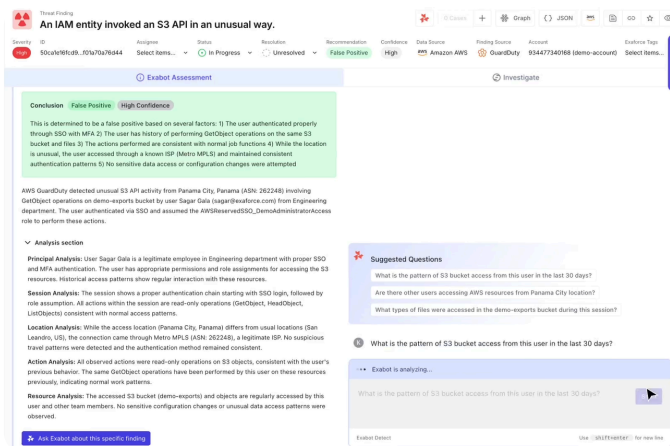 Threat Finding
An IAM entity invoked an S3 API in an unusual way.
Graph
JSON
Severity
High
ID
50ca1e16fcd9...f01a70a76d44
Assignee
Select items...
Status
In Progress
Resolution
Unresolved
Recommendation
False Positive
Confidence
High
Data Source
aws Amazon AWS
Finding Source
GuardDuty
Account
934477340168 (demo-account)
Exaforce Tags
Select items...
Exabot Assessment
Investigate
Conclusion False Positive High Confidence
This is determined to be a false positive based on several factors: 1) The user authenticated properly
through SSO with MFA 2) The user has history of performing GetObject operations on the same S3
bucket and files 3) The actions performed are consistent with normal job functions 4) While the location
is unusual, the user accessed through a known ISP (Metro MPLS) and maintained consistent
authentication patterns 5) No sensitive data access or configuration changes were attempted
AWS GuardDuty detected unusual S3 API activity from Panama City, Panama (ASN: 262248) involving
GetObject operations on demo-exports bucket by user Sagar Gala (sagar@exaforce.com) from Engineering
department. The user authenticated via SSO and assumed the AWSReservedSSO_DemoAdministratorAccess
role to perform these actions.
Analysis section
Principal Analysis: User Sagar Gala is a legitimate employee in Engineering department with proper SSO
and MFA authentication. The user has appropriate permissions and role assignments for accessing the S3
resources. Historical access patterns show regular interaction with these resources.
Session Analysis: The session shows a proper authentication chain starting with SSO login, followed by
role assumption. All actions within the session are read-only operations (GetObject, HeadObject,
ListObjects) consistent with normal access patterns.
Location Analysis: While the access location (Panama City, Panama) differs from usual locations (San
Leandro, US), the connection came through Metro MPLS (ASN: 262248), a legitimate ISP. No suspicious
travel patterns were detected and the authentication method remained consistent.
Action Analysis: All observed actions were read-only operations on S3 objects, consistent with the user's
previous behavior. The same GetObject operations have been performed by this user on these resources
previously, indicating normal work patterns.
Resource Analysis: The accessed S3 bucket (demo-exports) and objects are regularly accessed by this
user and other team members. No sensitive configuration changes or unusual data access patterns were
observed.
Ask Exabot about this specific finding
Suggested Questions
What is the pattern of S3 bucket access from this user in the last 30 days?
Are there other users accessing AWS resources from Panama City location?
What types of files were accessed in the demo-exports bucket during this session?
What is the pattern of S3 bucket access from this user in the last 30 days?
Exabot is analyzing...
What is the pattern of S3 bucket access from this user in the last 30 days?
Exabot Detect
Use shift+enter for new line